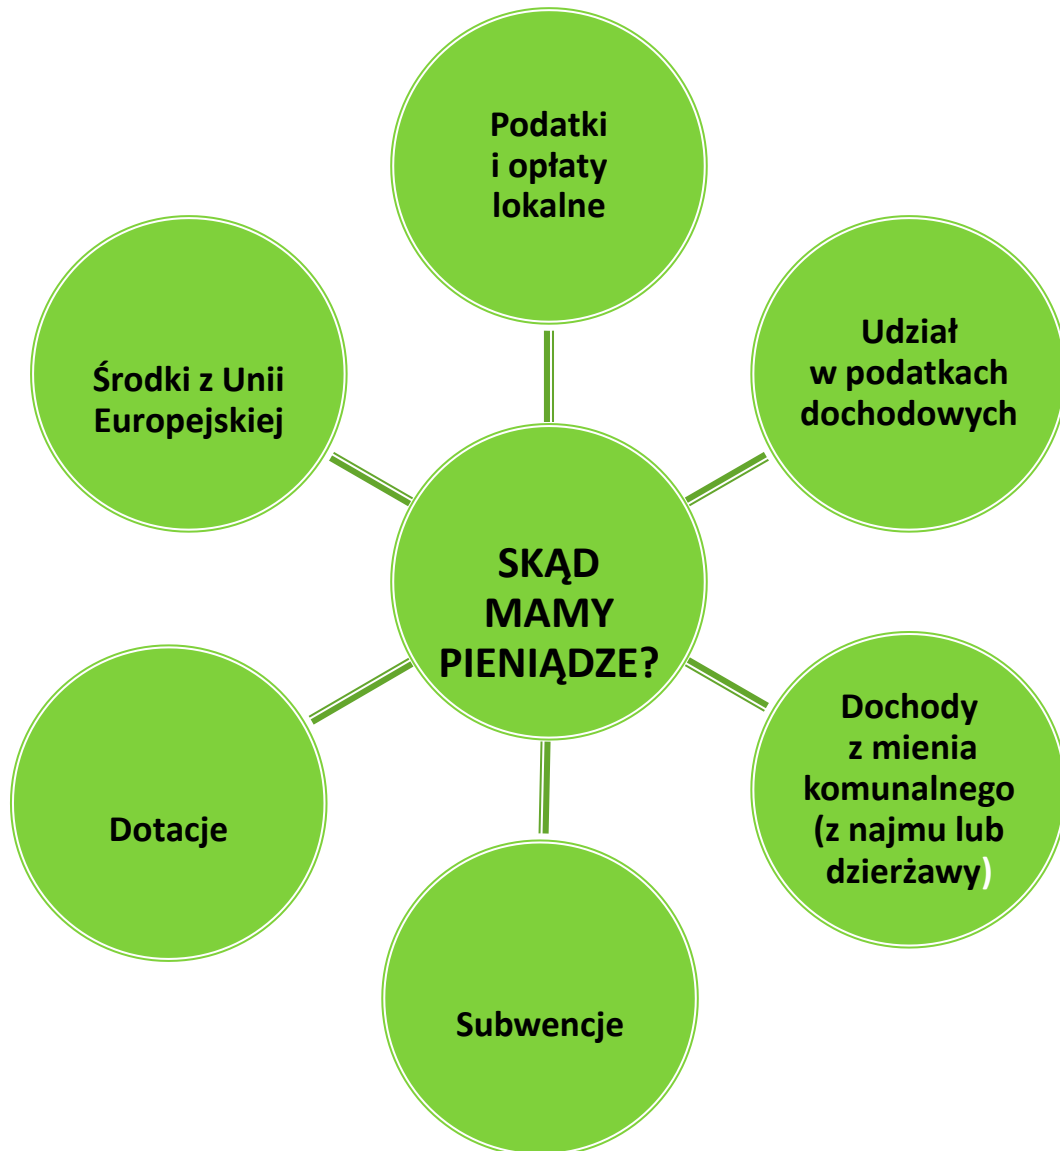 Podatki
i opłaty
lokalne
Udział
w podatkach
dochodowych
Środki z Unii
Europejskiej
SKĄD
MAMY
PIENIĄDZE?
Dochody
z mienia
komunalnego
(z najmu lub
dzierżawy)
Dotacje
Subwencje